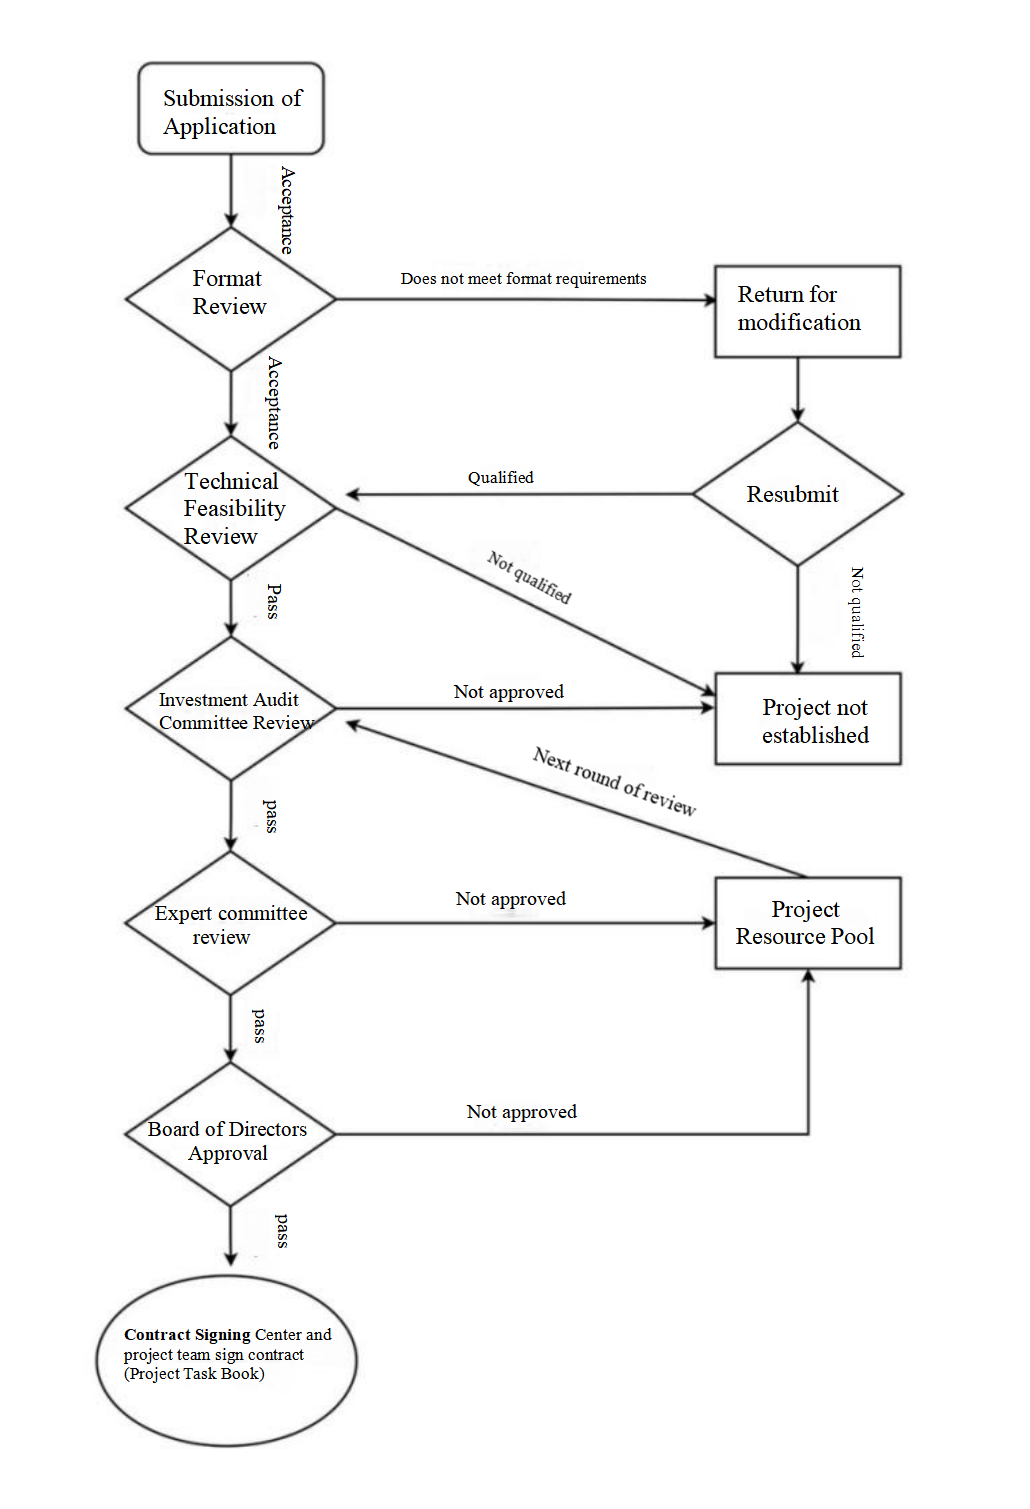 Submission of
Application
Acceptance
Format
Review
Does not meet format requirements
Return for
modification
Acceptance
Technical
Feasibility
Review
Qualified
Resubmit
Not qualified
Not qualified
Pass
Investment Audit
Committee Review
Not approved
Project not
established
Next round of review
pass
Expert committee
review
Not approved
Project
Resource Pool
pass
Board of Directors
Approval
Not approved
pass
Contract Signing Center and
project team sign contract
(Project Task Book)